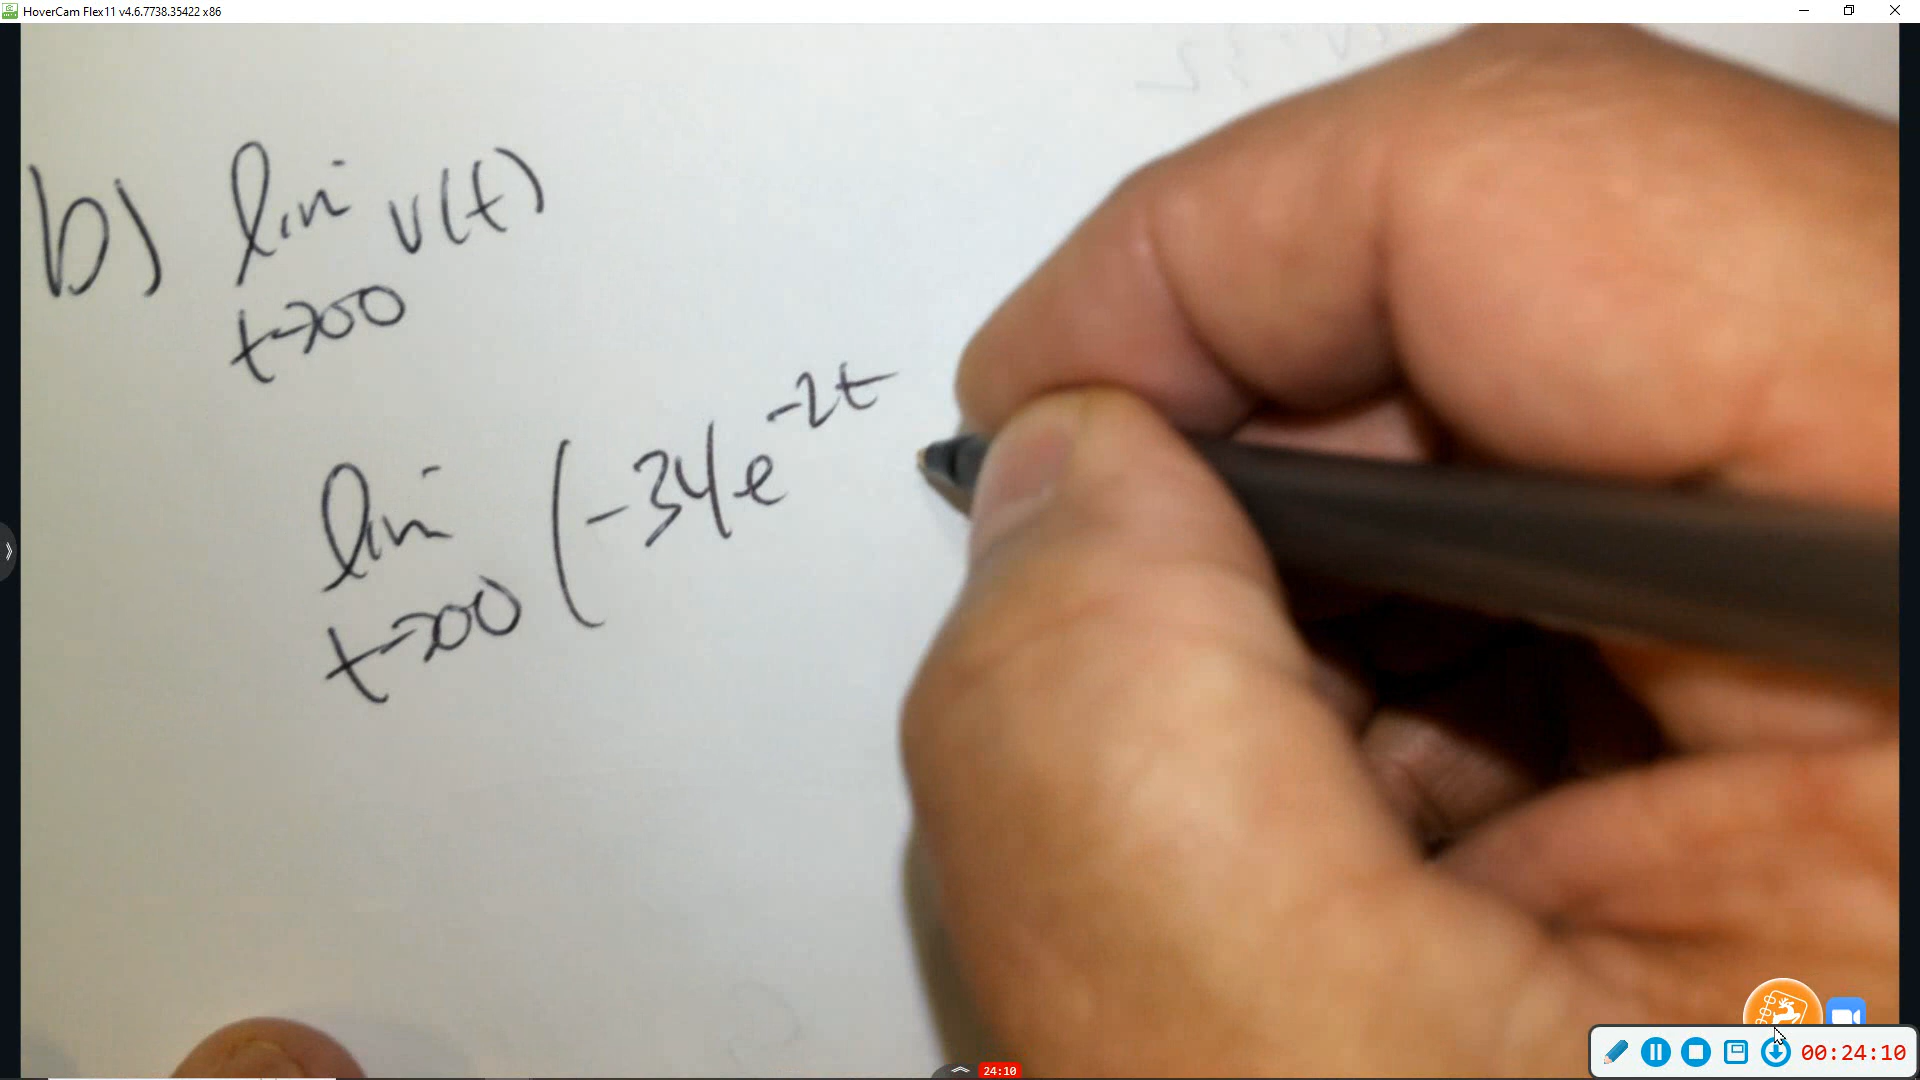 HoverCam Flex11 v4.6.7738.35422 x86
b) lim v(t)
t→∞
lim (-34e^-2t
t→∞
24:10
00:24:10